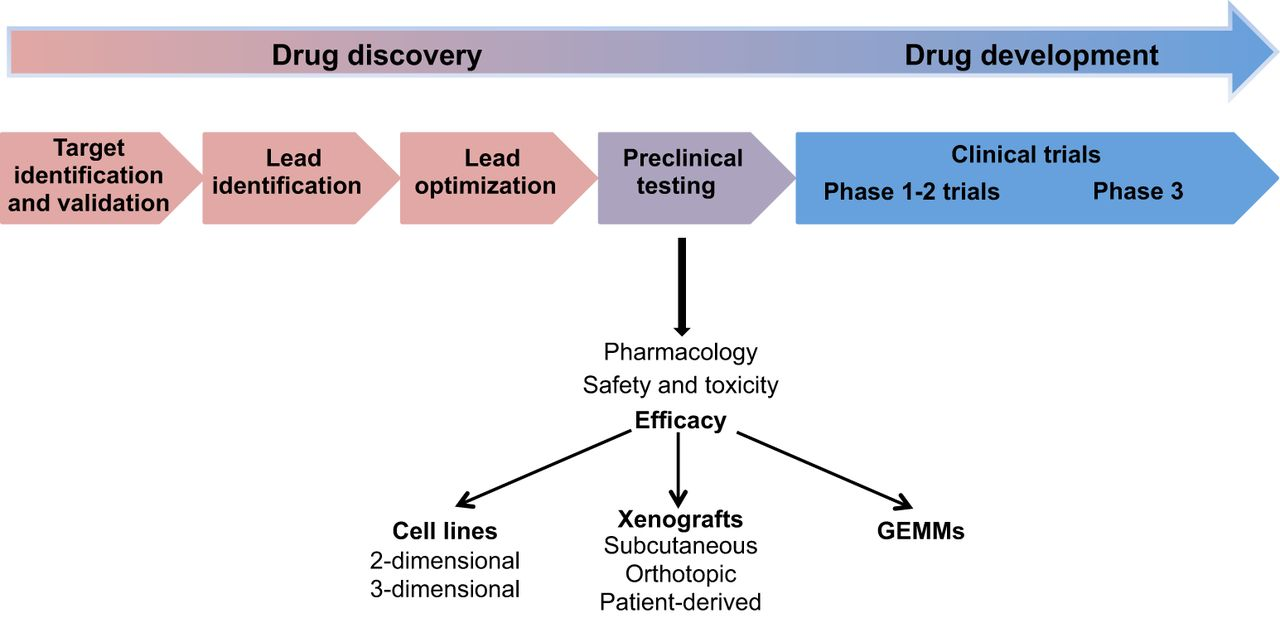 Drug discovery
Drug development
Target
identification
and validation
Lead
identification
Lead
optimization
Preclinical
testing
Clinical trials
Phase 1-2 trials
Phase 3
Pharmacology
Safety and toxicity
Efficacy
Cell lines
2-dimensional
3-dimensional
Xenografts
Subcutaneous
Orthotopic
Patient-derived
GEMMs